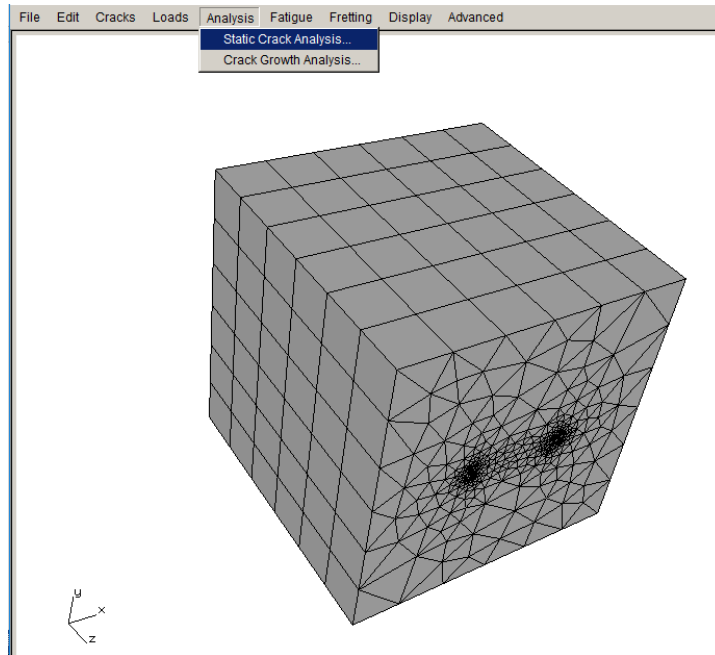 File Edit Cracks Loads Analysis Fatigue Fretting Display Advanced
Static Crack Analysis...
Crack Growth Analysis...
y
x
z